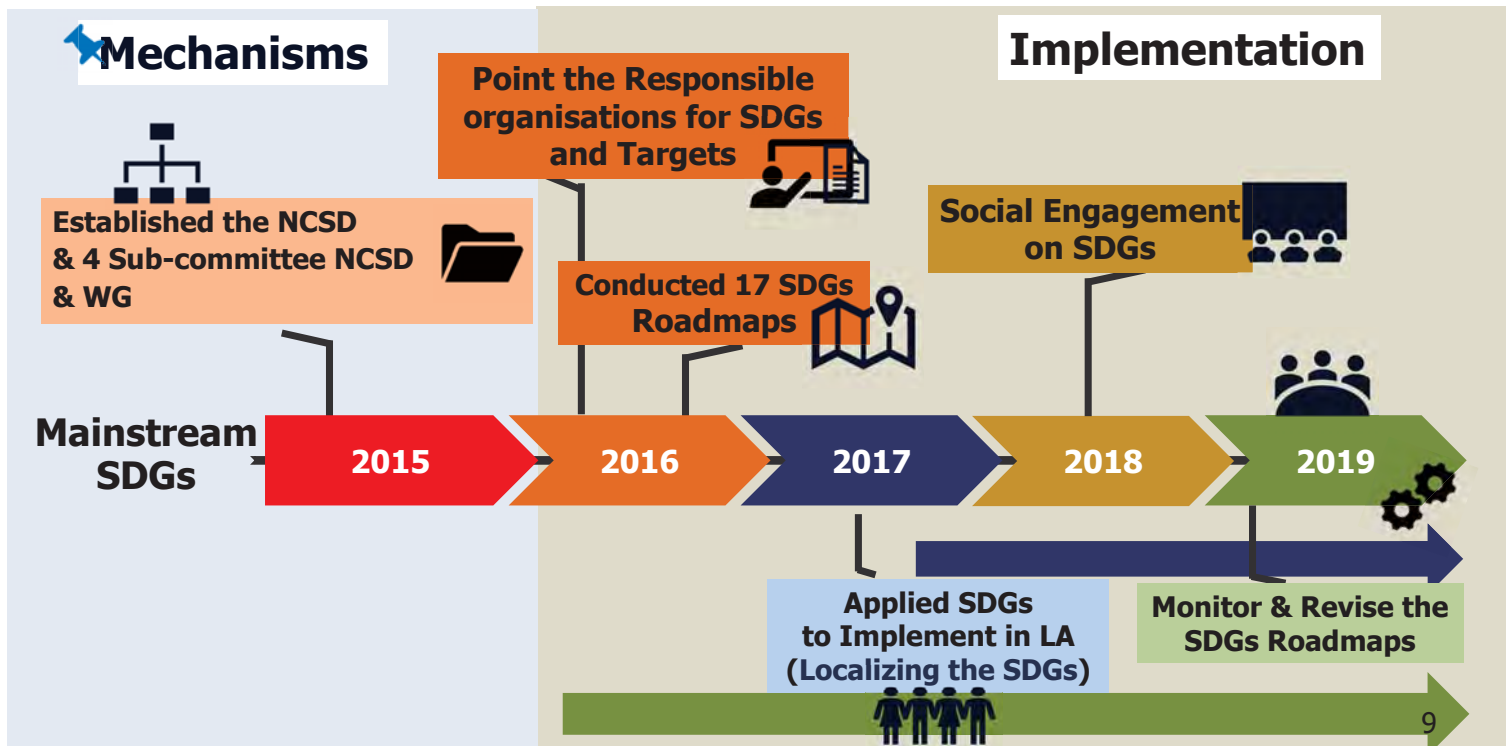 Mechanisms
Implementation
Point the Responsible
organisations for SDGs
and Targets
Established the NCSD
& 4 Sub-committee NCSD
& WG
Social Engagement
on SDGs
Conducted 17 SDGs
Roadmaps
Mainstream
SDGs
2015
2016
2017
2018
2019
Applied SDGs
to Implement in LA
(Localizing the SDGs)
Monitor & Revise the
SDGs Roadmaps
9